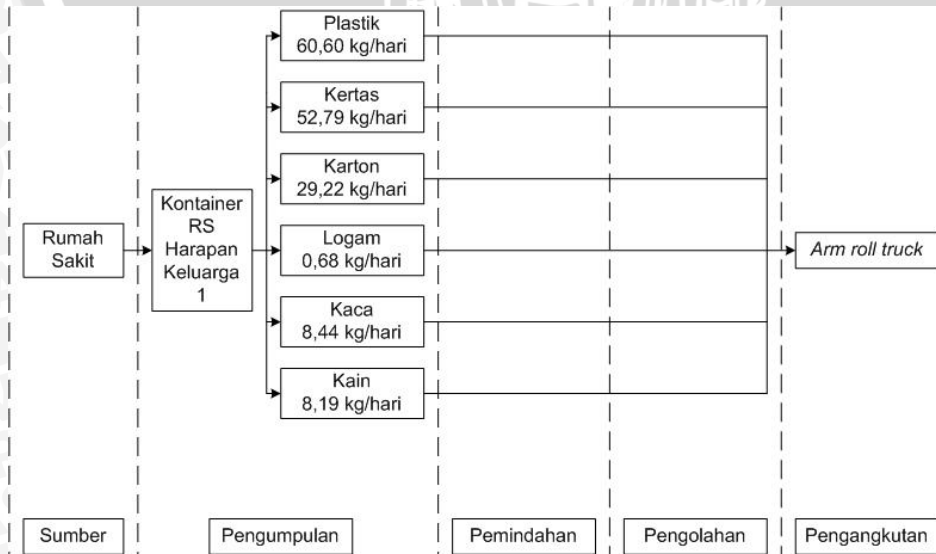 Plastik
60,60 kg/hari
Kertas
52,79 kg/hari
Karton
29,22 kg/hari
Rumah
Sakit
Kontainer
RS
Harapan
Keluarga
1
Logam
0,68 kg/hari
Arm roll truck
Kaca
8,44 kg/hari
Kain
8,19 kg/hari
Sumber
Pengumpulan
Pemindahan
Pengolahan
Pengangkutan